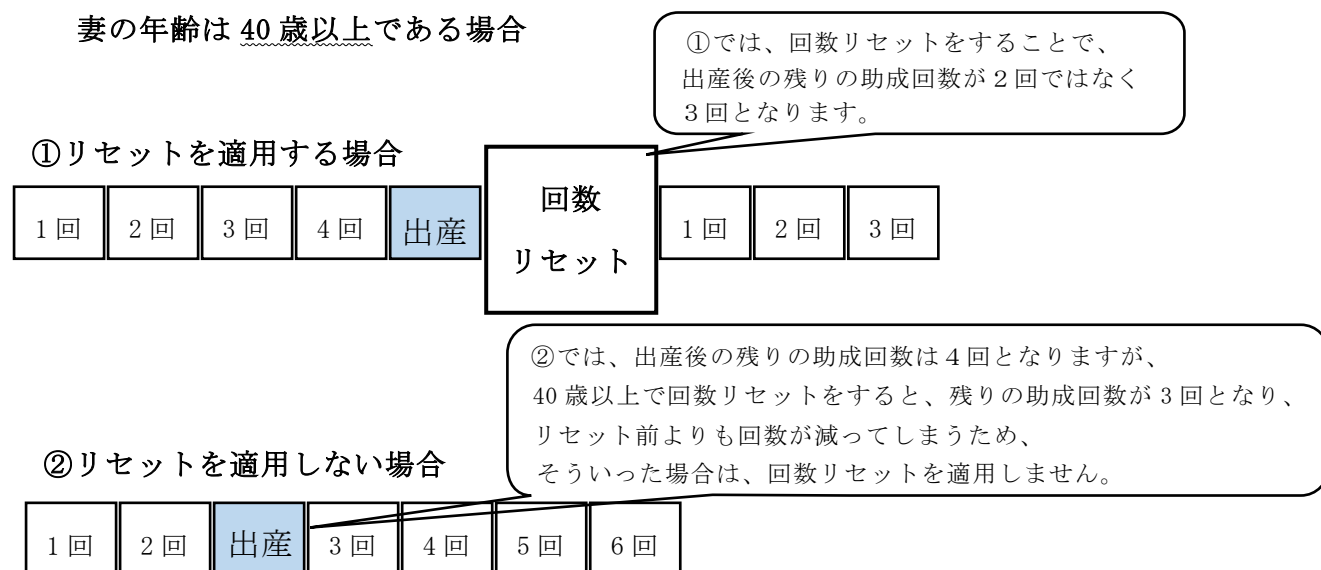 妻の年齢は 40 歳以上である場合
①では、回数リセットをすることで、
出産後の残りの助成回数が２回ではなく
３回となります。
①リセットを適用する場合
1 回 2 回 3 回 4 回 出産 回数 リセット 1 回 2 回 3 回
②では、出産後の残りの助成回数は４回となりますが、
40 歳以上で回数リセットをすると、残りの助成回数が 3 回となり、
リセット前よりも回数が減ってしまうため、
そういった場合は、回数リセットを適用しません。
②リセットを適用しない場合
1 回 2 回 出産 3 回 4 回 5 回 6 回